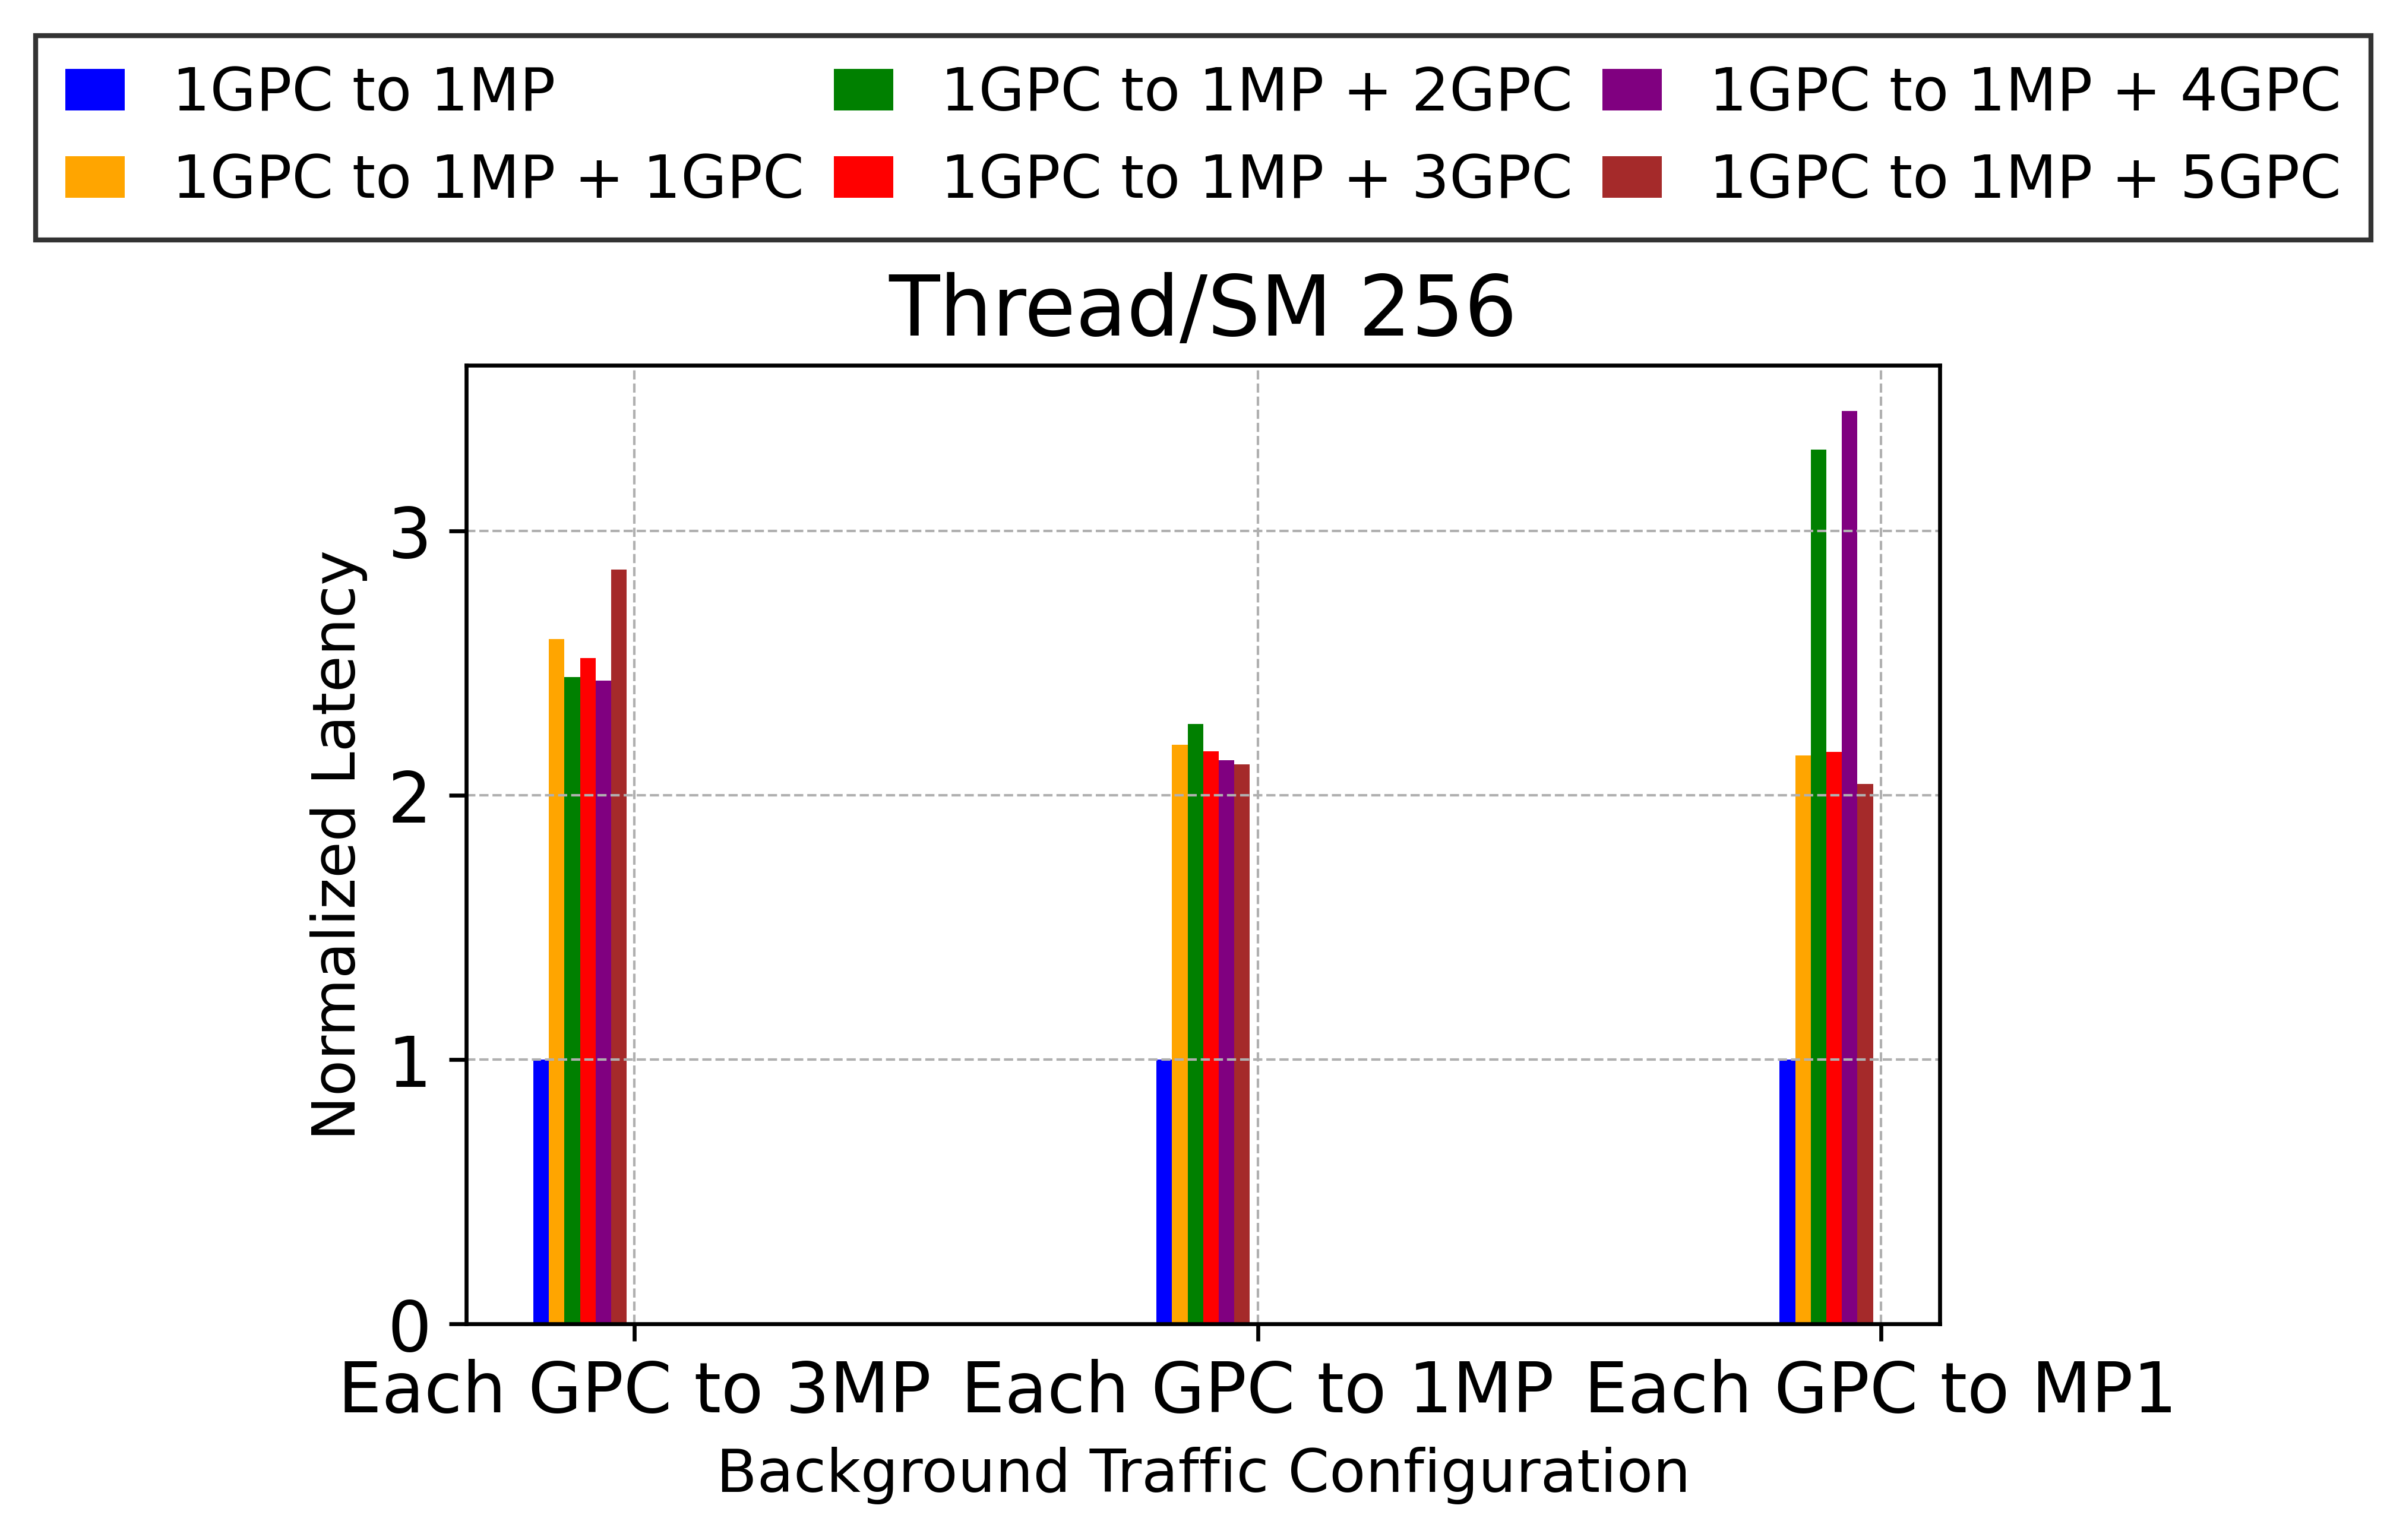 1GPC to 1MP
1GPC to 1MP + 1GPC
1GPC to 1MP + 2GPC
1GPC to 1MP + 3GPC
1GPC to 1MP + 4GPC
1GPC to 1MP + 5GPC
Thread/SM 256
Normalized Latency
3
2
1
0
Each GPC to 3MP
Each GPC to 1MP
Each GPC to MP1
Background Traffic Configuration